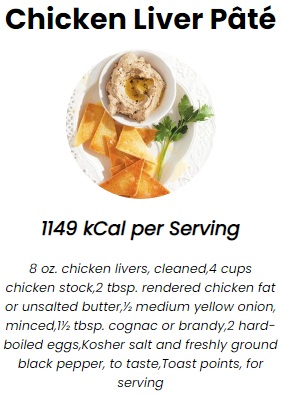 Chicken Liver Pâté
1149 kCal per Serving
8 oz. chicken livers, cleaned,4 cups
chicken stock,2 tbsp. rendered chicken fat
or unsalted butter,½ medium yellow onion,
minced,1½ tbsp. cognac or brandy,2 hard-
boiled eggs,Kosher salt and freshly ground
black pepper, to taste,Toast points, for
serving